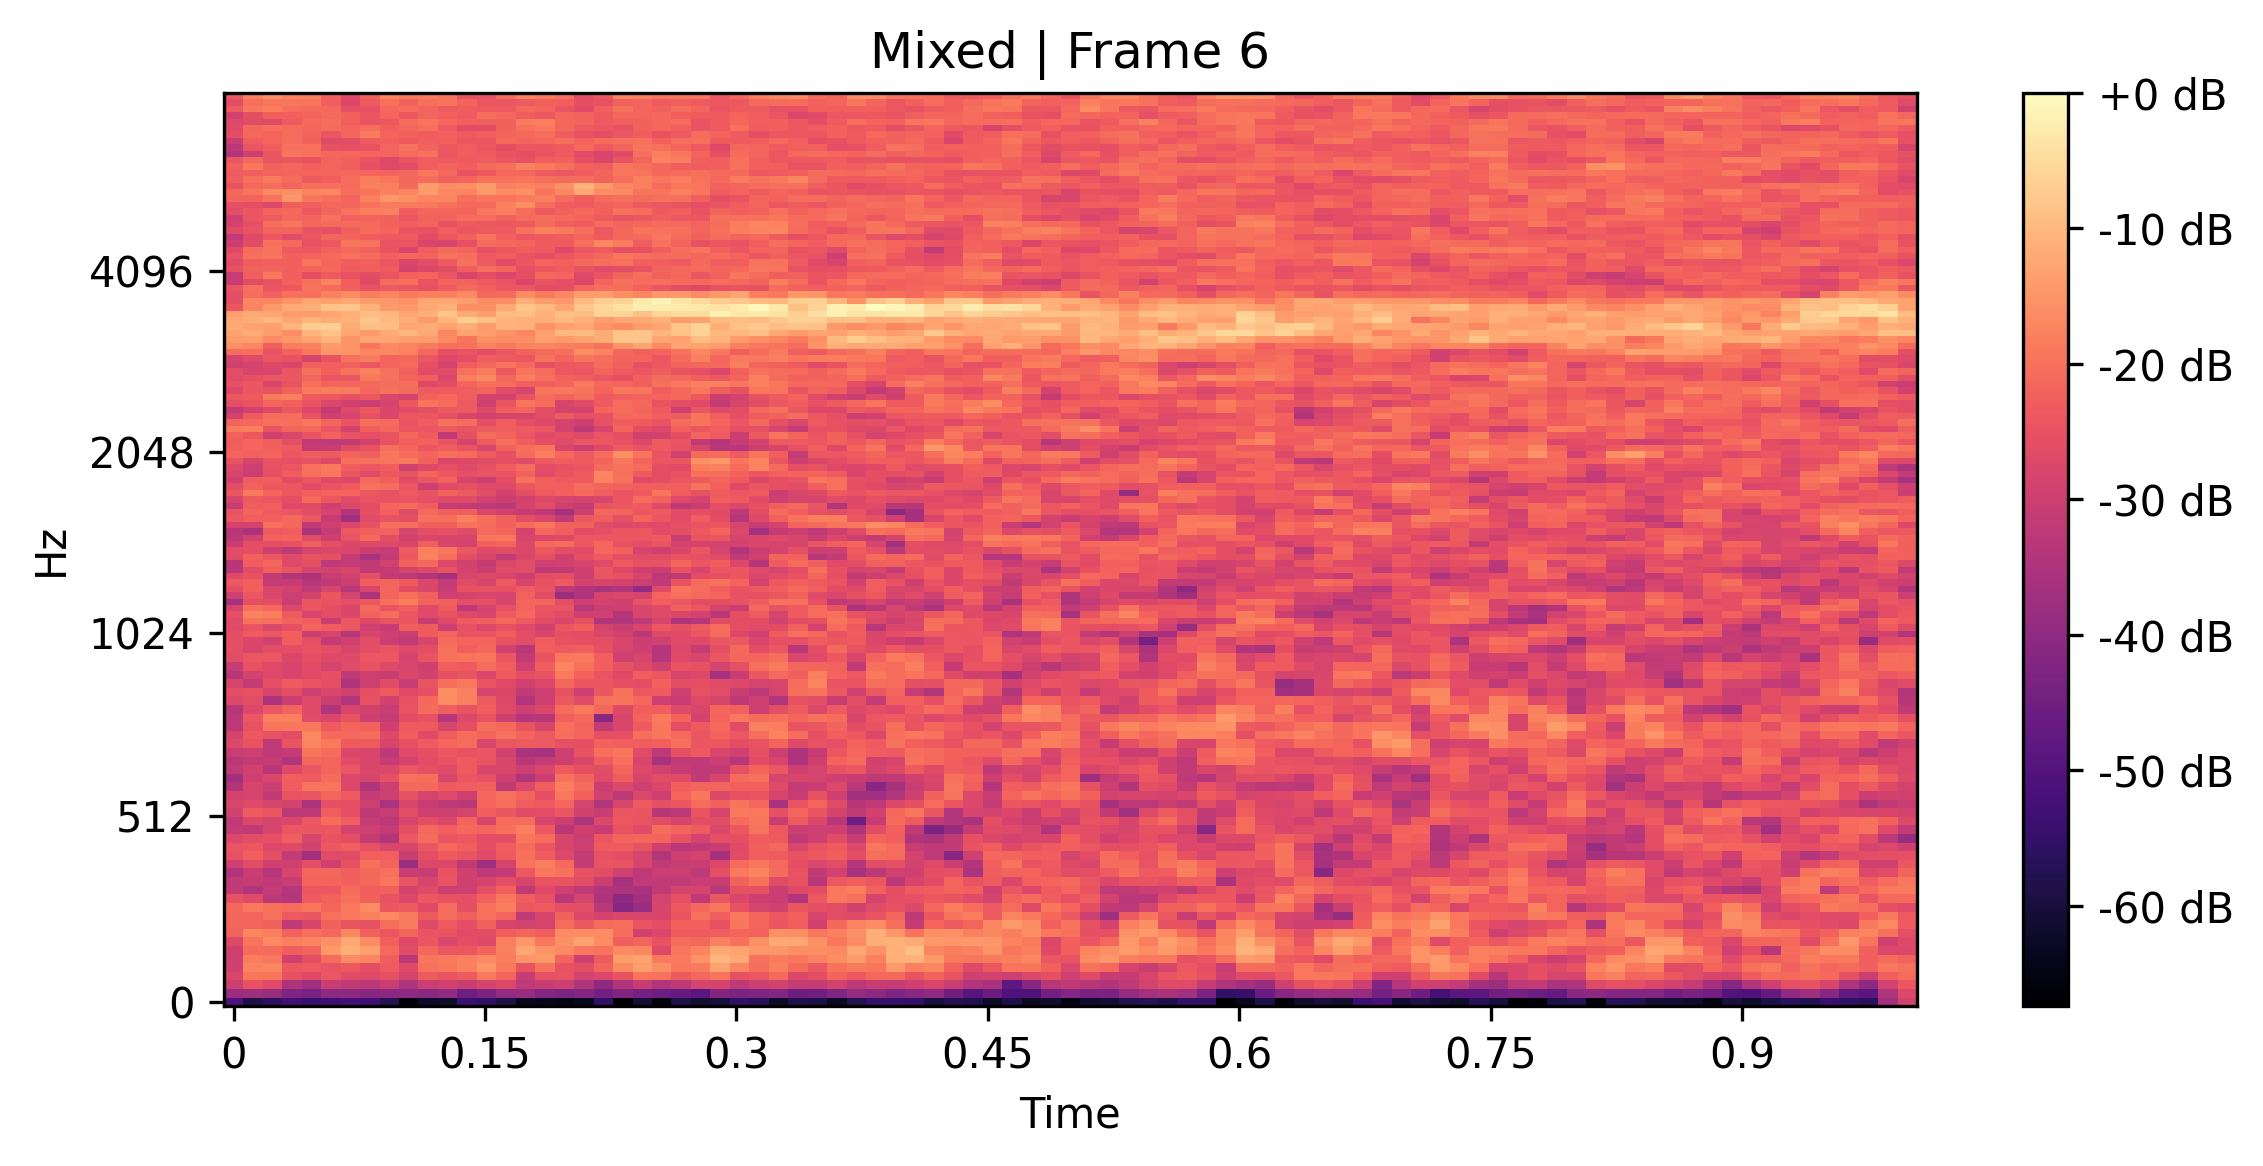 Mixed | Frame 6
Hz
4096
2048
1024
512
0
0 0.15 0.3 0.45 0.6 0.75 0.9
Time
+0 dB
-10 dB
-20 dB
-30 dB
-40 dB
-50 dB
-60 dB